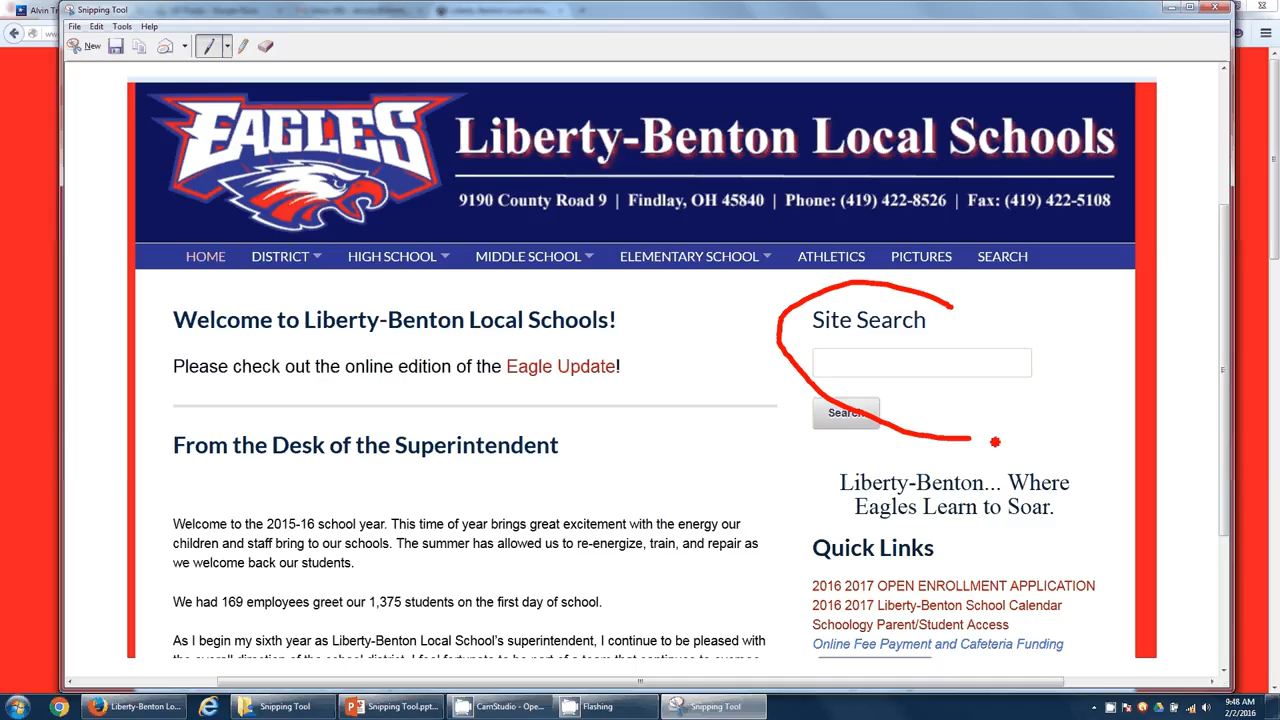 Alvin Tr
Snipping Tool
File Edit Tools Help
New
EAGLES
Liberty-Benton Local Schools
9190 County Road 9 | Findlay, OH 45840 | Phone: (419) 422-8526 | Fax: (419) 422-5108
HOME DISTRICT HIGH SCHOOL MIDDLE SCHOOL ELEMENTARY SCHOOL ATHLETICS PICTURES SEARCH
Welcome to Liberty-Benton Local Schools!
Please check out the online edition of the Eagle Update!
From the Desk of the Superintendent
Welcome to the 2015-16 school year. This time of year brings great excitement with the energy our
children and staff bring to our schools. The summer has allowed us to re-energize, train, and repair as
we welcome back our students.
We had 169 employees greet our 1,375 students on the first day of school.
As I begin my sixth year as Liberty-Benton Local School's superintendent, I continue to be pleased with
Site Search
Search
Liberty-Benton... Where
Eagles Learn to Soar.
Quick Links
2016 2017 OPEN ENROLLMENT APPLICATION
2016 2017 Liberty-Benton School Calendar
Schoology Parent/Student Access
Online Fee Payment and Cafeteria Funding
Liberty-Benton Lo... Snipping Tool Snipping Tool.ppt... CamStudio - Ope... Flashing Snipping Tool
9:48 AM
2/2/2016